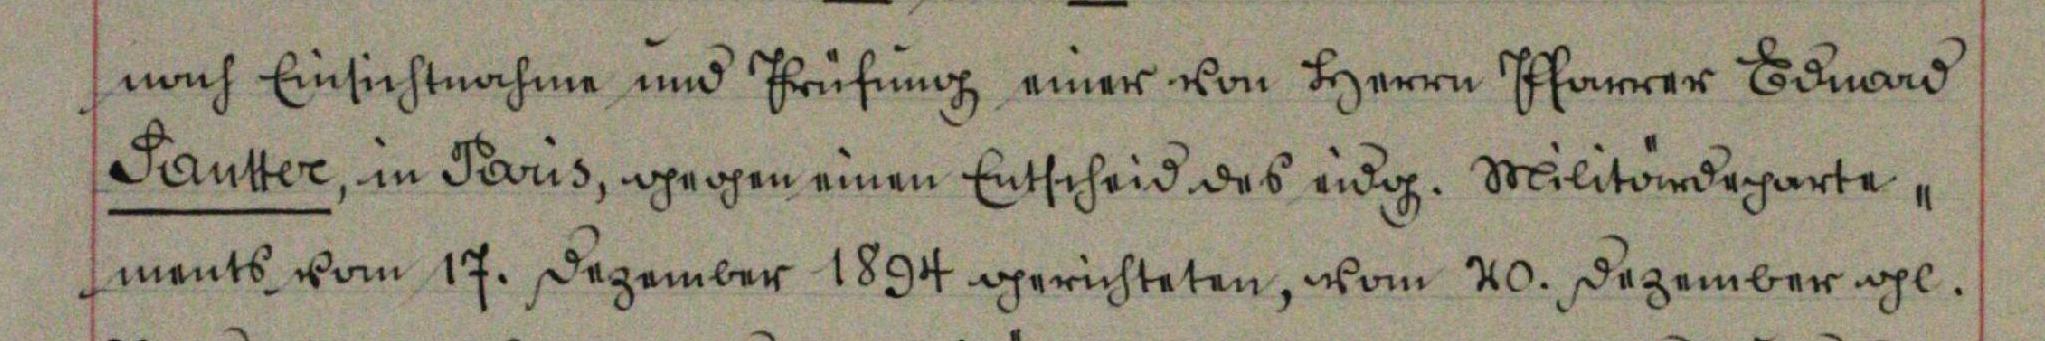 nach Einsichtnahme und Prüfung einer von Herrn Pfarrer Eduard
Sautter, in Paris, gegen einen Entscheid des eidg. Militärdeparte„
ments vom 17. Dezember 1894 gerichteten, vom 20. Dezember gl.